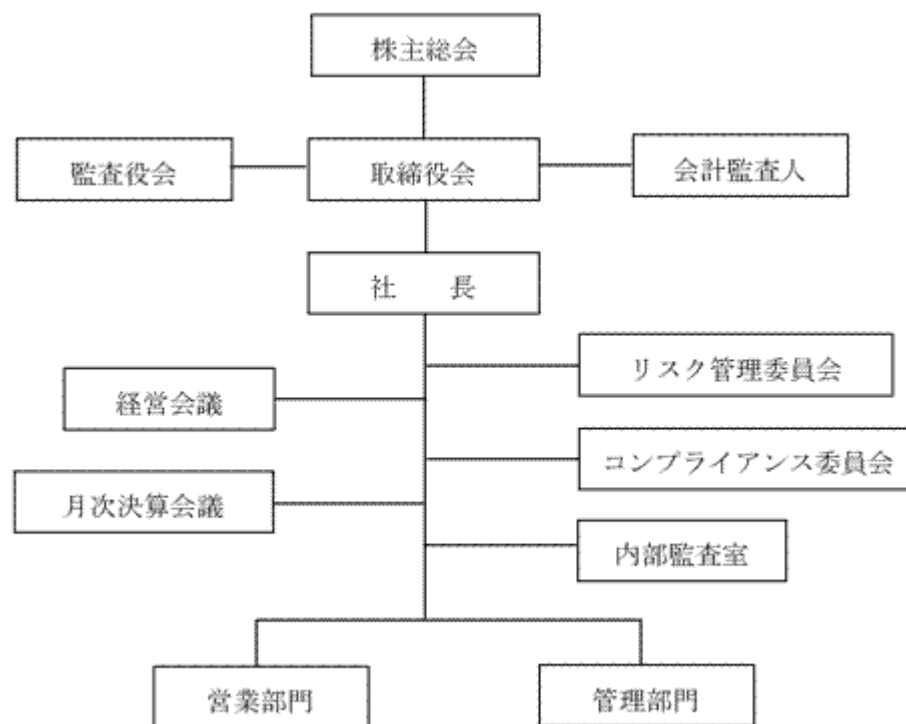 株主総会
監査役会
取締役会
会計監査人
社　　長
リスク管理委員会
経営会議
コンプライアンス委員会
月次決算会議
内部監査室
営業部門
管理部門